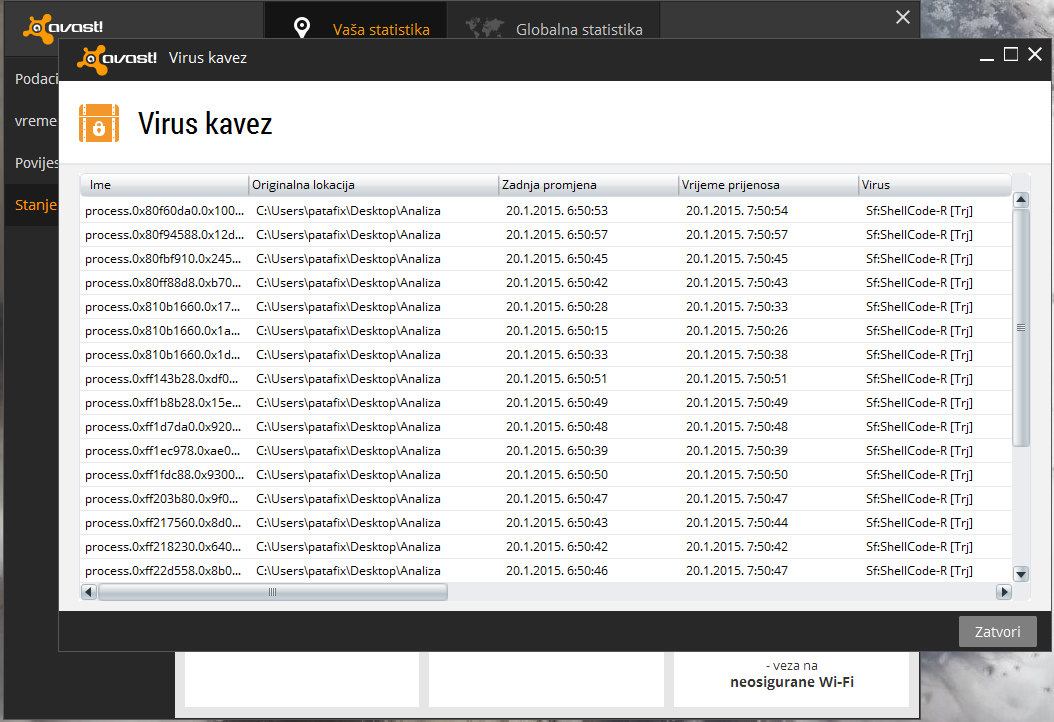 avast!
Vaša statistika
Globalna statistika
avast! Virus kavez
Podaci
vreme
Povijes
Stanje
Virus kavez
Ime Originalna lokacija Zadnja promjena Vrijeme prijenosa Virus
process.0x80f60da0.0x100... C:\Users\patafix\Desktop\Analiza 20.1.2015. 6:50:53 20.1.2015. 7:50:54 Sf:ShellCode-R [Trj]
process.0x80f94588.0x12d... C:\Users\patafix\Desktop\Analiza 20.1.2015. 6:50:57 20.1.2015. 7:50:57 Sf:ShellCode-R [Trj]
process.0x80fbf910.0x245... C:\Users\patafix\Desktop\Analiza 20.1.2015. 6:50:45 20.1.2015. 7:50:45 Sf:ShellCode-R [Trj]
process.0x80ff88d8.0xb70... C:\Users\patafix\Desktop\Analiza 20.1.2015. 6:50:42 20.1.2015. 7:50:43 Sf:ShellCode-R [Trj]
process.0x810b1660.0x17... C:\Users\patafix\Desktop\Analiza 20.1.2015. 6:50:28 20.1.2015. 7:50:33 Sf:ShellCode-R [Trj]
process.0x810b1660.0x1a... C:\Users\patafix\Desktop\Analiza 20.1.2015. 6:50:15 20.1.2015. 7:50:26 Sf:ShellCode-R [Trj]
process.0x810b1660.0x1d... C:\Users\patafix\Desktop\Analiza 20.1.2015. 6:50:33 20.1.2015. 7:50:38 Sf:ShellCode-R [Trj]
process.0xff143b28.0xdf0... C:\Users\patafix\Desktop\Analiza 20.1.2015. 6:50:51 20.1.2015. 7:50:51 Sf:ShellCode-R [Trj]
process.0xff1b8b28.0x15e... C:\Users\patafix\Desktop\Analiza 20.1.2015. 6:50:49 20.1.2015. 7:50:49 Sf:ShellCode-R [Trj]
process.0xff1d7da0.0x920... C:\Users\patafix\Desktop\Analiza 20.1.2015. 6:50:48 20.1.2015. 7:50:48 Sf:ShellCode-R [Trj]
process.0xff1ec978.0xae0... C:\Users\patafix\Desktop\Analiza 20.1.2015. 6:50:39 20.1.2015. 7:50:39 Sf:ShellCode-R [Trj]
process.0xff1fdc88.0x9300... C:\Users\patafix\Desktop\Analiza 20.1.2015. 6:50:50 20.1.2015. 7:50:50 Sf:ShellCode-R [Trj]
process.0xff203b80.0x9f0... C:\Users\patafix\Desktop\Analiza 20.1.2015. 6:50:47 20.1.2015. 7:50:47 Sf:ShellCode-R [Trj]
process.0xff217560.0x8d0... C:\Users\patafix\Desktop\Analiza 20.1.2015. 6:50:43 20.1.2015. 7:50:44 Sf:ShellCode-R [Trj]
process.0xff218230.0x640... C:\Users\patafix\Desktop\Analiza 20.1.2015. 6:50:42 20.1.2015. 7:50:42 Sf:ShellCode-R [Trj]
process.0xff22d558.0x8b0... C:\Users\patafix\Desktop\Analiza 20.1.2015. 6:50:46 20.1.2015. 7:50:47 Sf:ShellCode-R [Trj]
Zatvori
- veza na
neosigurane Wi-Fi